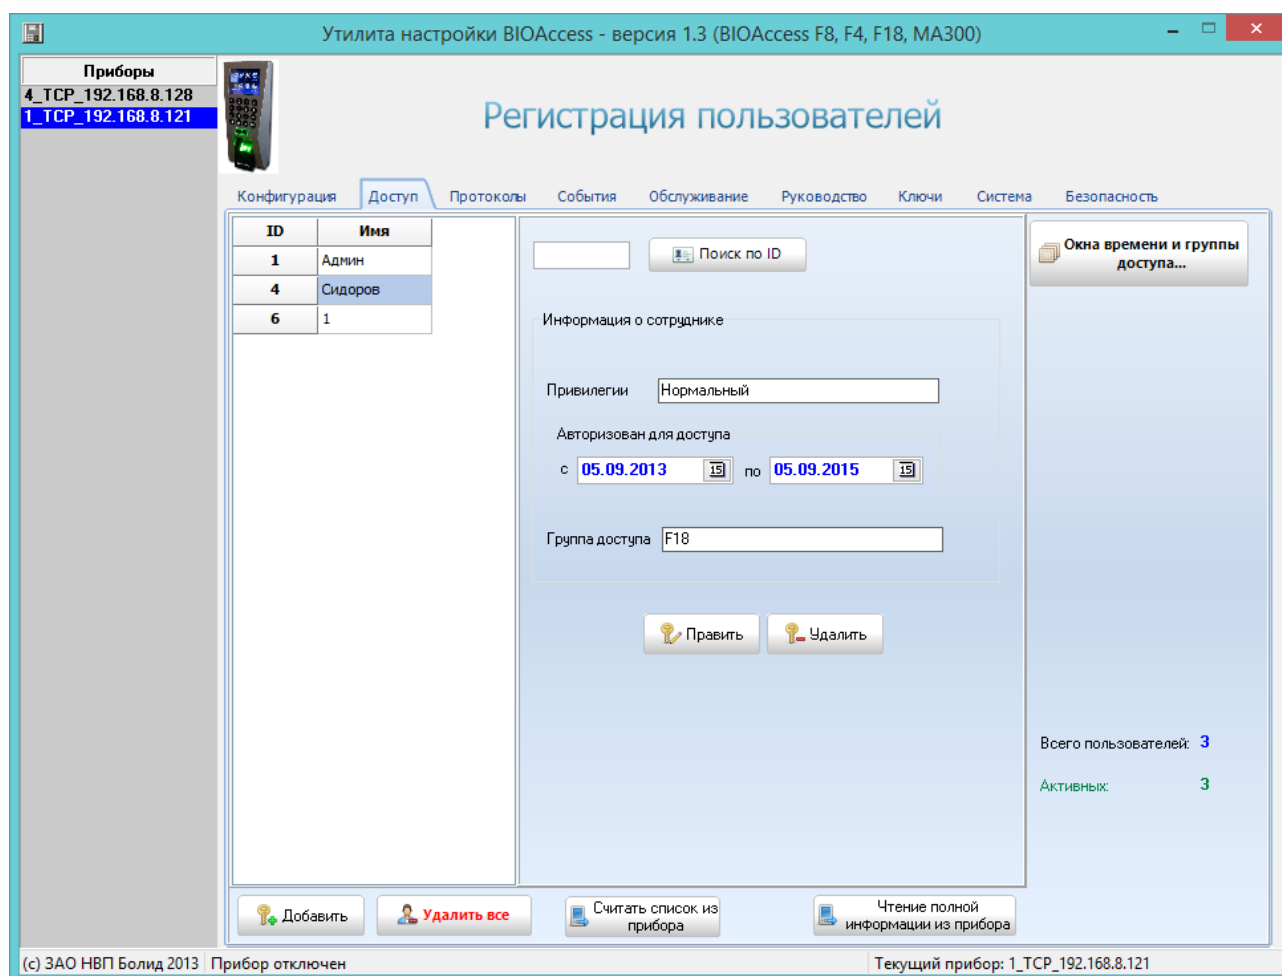 Утилита настройки BIOAccess - версия 1.3 (BIOAccess F8, F4, F18, MA300)
Приборы
4_TCP_192.168.8.128
1_TCP_192.168.8.121
Регистрация пользователей
Конфигурация Доступ Протоколы События Обслуживание Руководство Ключи Система Безопасность
ID Имя
1 Админ
4 Сидоров
6 1
Поиск по ID
Информация о сотруднике
Привилегии Нормальный
Авторизован для доступа
с 05.09.2013 15 по 05.09.2015 15
Группа доступа F18
Править Удалить
Окна времени и группы
доступа...
Всего пользователей: 3
Активных: 3
Добавить Удалить все
Считать список из
прибора
Чтение полной
информации из прибора
(c) ЗАО НВП Болид 2013 Прибор отключен Текущий прибор: 1_TCP_192.168.8.121